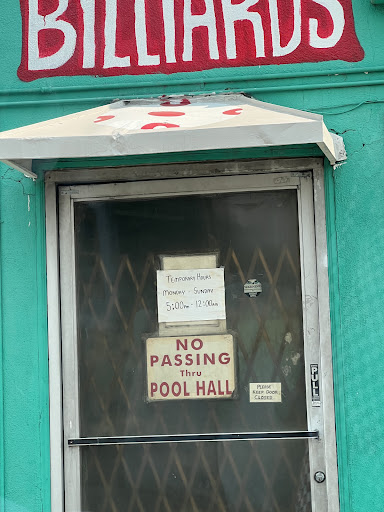 BILLIARDS
TEMPORARY HOURS
MONDAY - SUNDAY
5:00PM - 12:00AM
NO
PASSING
Thru
POOL HALL
PULL
PLEASE
KEEP DOOR
CLOSED